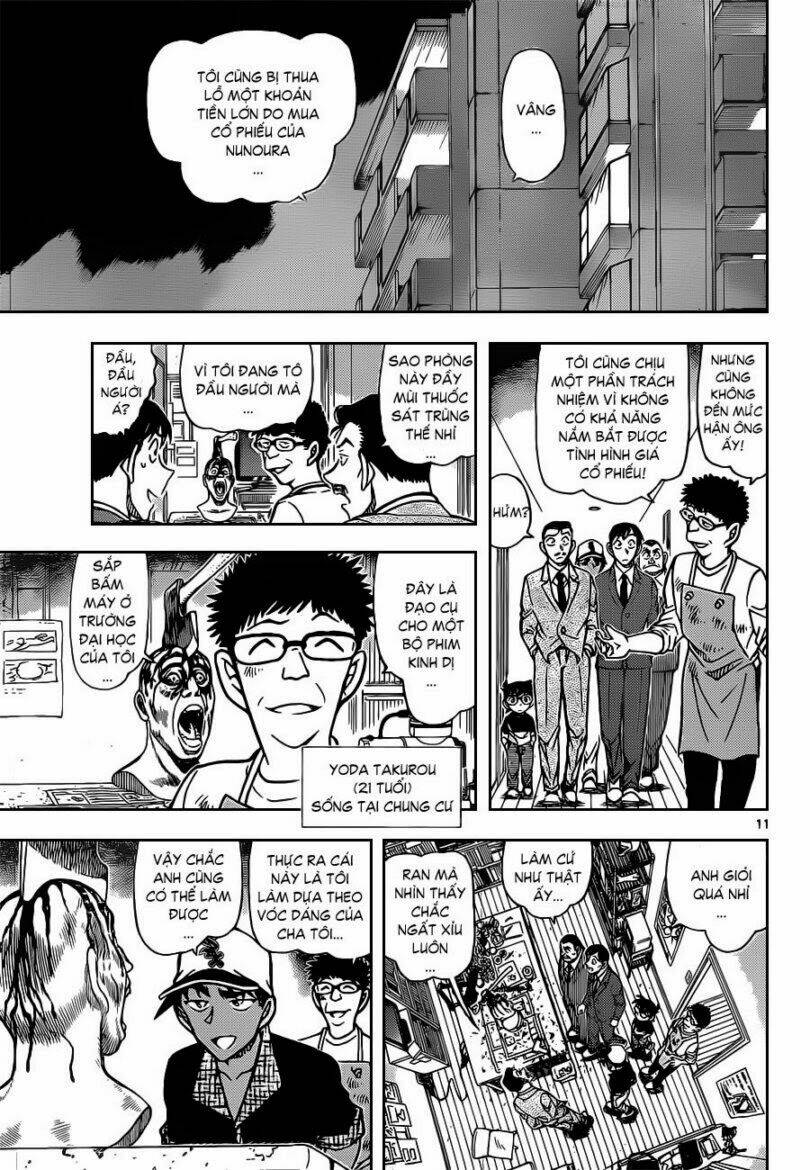 VÂNG
...
TÔI CŨNG BỊ THUA
LỖ MỘT KHOẢN
TIỀN LỚN DO MUA
CỔ PHIẾU CỦA
NUNOURA
...
NHƯNG
CŨNG
KHÔNG
ĐẾN MỨC
HẬN ÔNG
ẤY!
TÔI CŨNG CHỊU
MỘT PHẦN TRÁCH
NHIỆM VÌ KHÔNG
CÓ KHẢ NĂNG
NẮM BẮT ĐƯỢC
TÌNH HÌNH GIÁ
CỔ PHIẾU!
HỬM?
SAO PHÒNG
NÀY ĐẦY
MÙI THUỐC
SÁT TRÙNG
THẾ NHỈ
VÌ TÔI ĐANG TÔ
ĐẦU NGƯỜI MÀ
...
ĐẦU,
ĐẦU
NGƯỜI
Á?
ĐÂY LÀ
ĐẠO CỤ
CHO MỘT
BỘ PHIM
KINH DỊ
...
SẮP
BẤM
MÁY Ở
TRƯỜNG
ĐẠI HỌC
CỦA TÔI
...
YODA TAKUROU
(21 TUỔI)
SỐNG TẠI CHUNG CƯ
11
ANH GIỎI
QUÁ NHỈ
LÀM CỨ
NHƯ THẬT
ẤY...
RAN MÀ
NHÌN THẤY
CHẮC
NGẤT XỈU
LUÔN
...
THỰC RA CÁI
NÀY LÀ TÔI
LÀM DỰA THEO
VÓC DÁNG CỦA
CHA TÔI...
VẬY CHẮC
ANH CŨNG
CÓ THỂ LÀM
ĐƯỢC
...